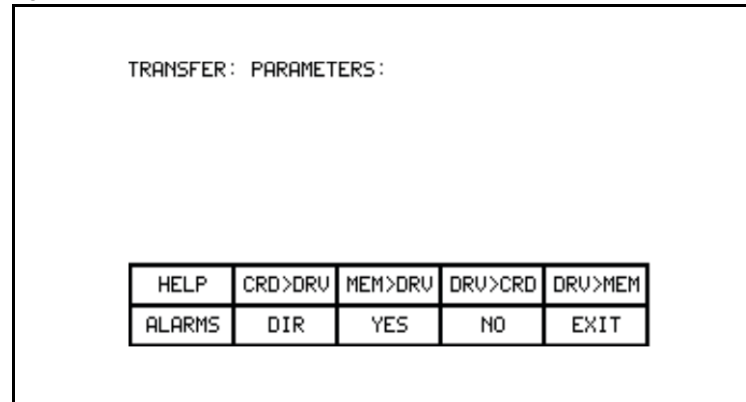 TRANSFER: PARAMETERS:
HELP CRD>DRV MEM>DRV DRV>CRD DRV>MEM
ALARMS DIR YES NO EXIT